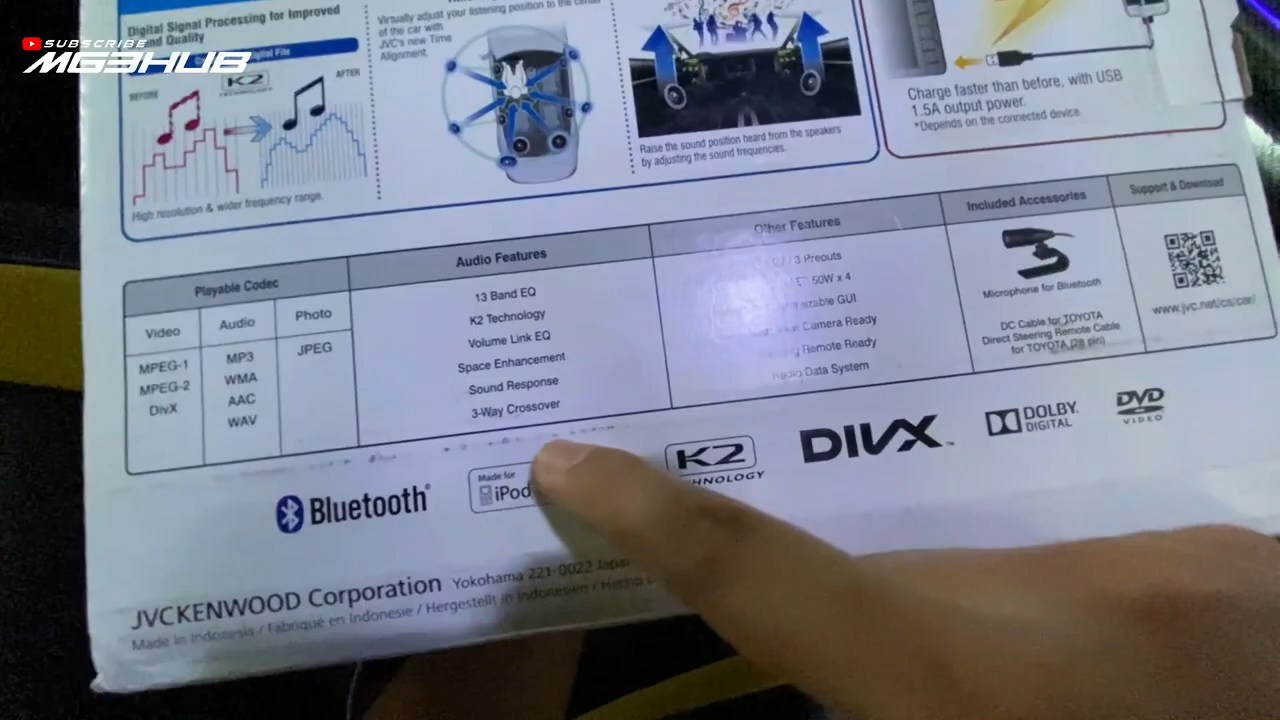 SUBSCRIBE
MG3HUB
Digital Signal Processing for Improved
Sound Quality
Digital File
BEFORE
K2
TECHNOLOGY
AFTER
High resolution & wider frequency range.
Virtually adjust your listening position to the center
of the car with
JVC's new Time
Alignment.
Raise the sound position heard from the speakers
by adjusting the sound frequencies.
Charge faster than before, with USB
1.5A output power.
*Depends on the connected device.
Playable Codec
Video
Audio
Photo
MPEG-1
MPEG-2
DivX
MP3
WMA
AAC
WAV
JPEG
Audio Features
13 Band EQ
K2 Technology
Volume Link EQ
Space Enhancement
Sound Response
3-Way Crossover
Other Features
3 Preouts
50W x 4
GUI
Camera Ready
Remote Ready
Radio Data System
Included Accessories
Microphone for Bluetooth
DC Cable for TOYOTA
Direct Steering Remote Cable
for TOYOTA (28 pin)
Support & Download
www.jvc.net/cs/car/
Bluetooth®
Made for
iPod
K2
DIVX™
DOLBY
DIGITAL
DVD
VIDEO
JVCKENWOOD Corporation Yokohama 221-0022 Japan
Made in Indonesia / Fabriqué en Indonesie / Hergestellt in Indonesien / Hecho